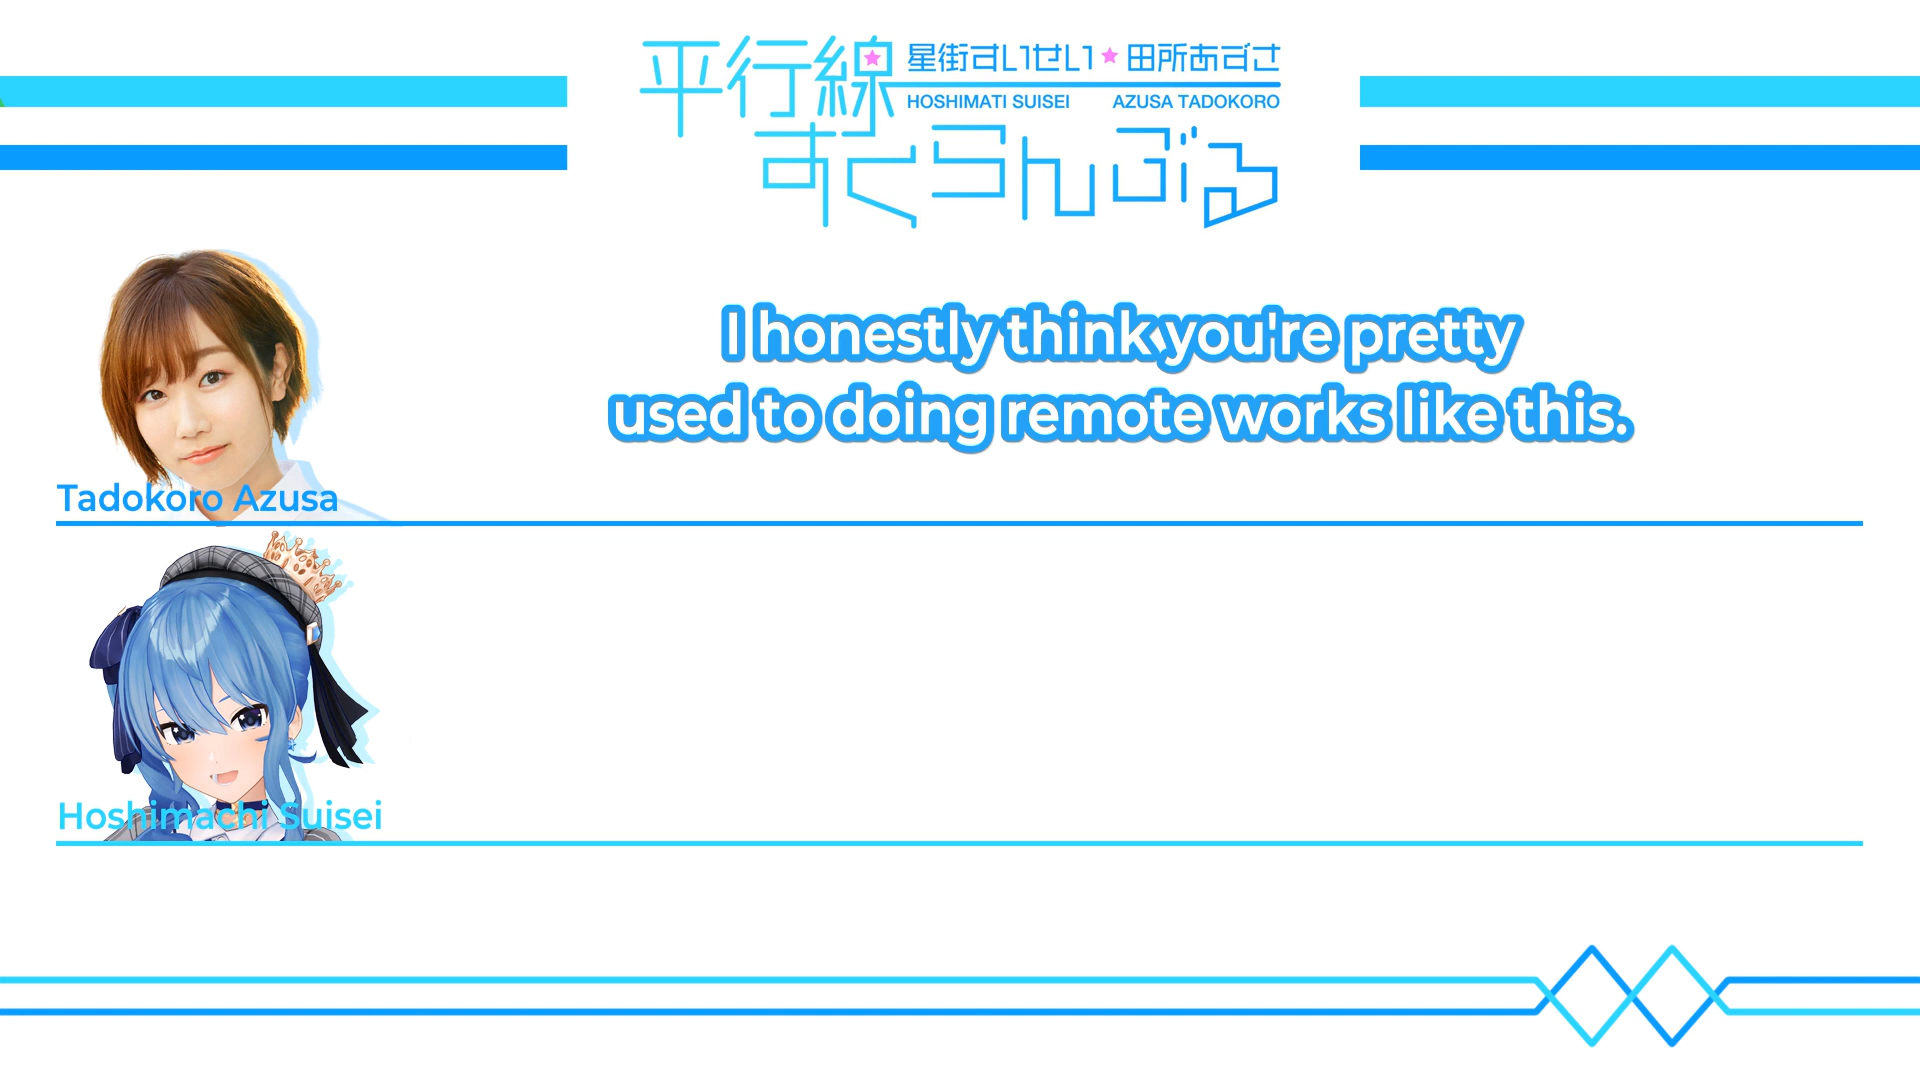 平行線
星街すいせい★田所あずさ
HOSHIMATI SUISEI AZUSA TADOKORO
すくらんぶる
I honestly think you're pretty
used to doing remote works like this.
Tadokoro Azusa
Hoshimachi Suisei